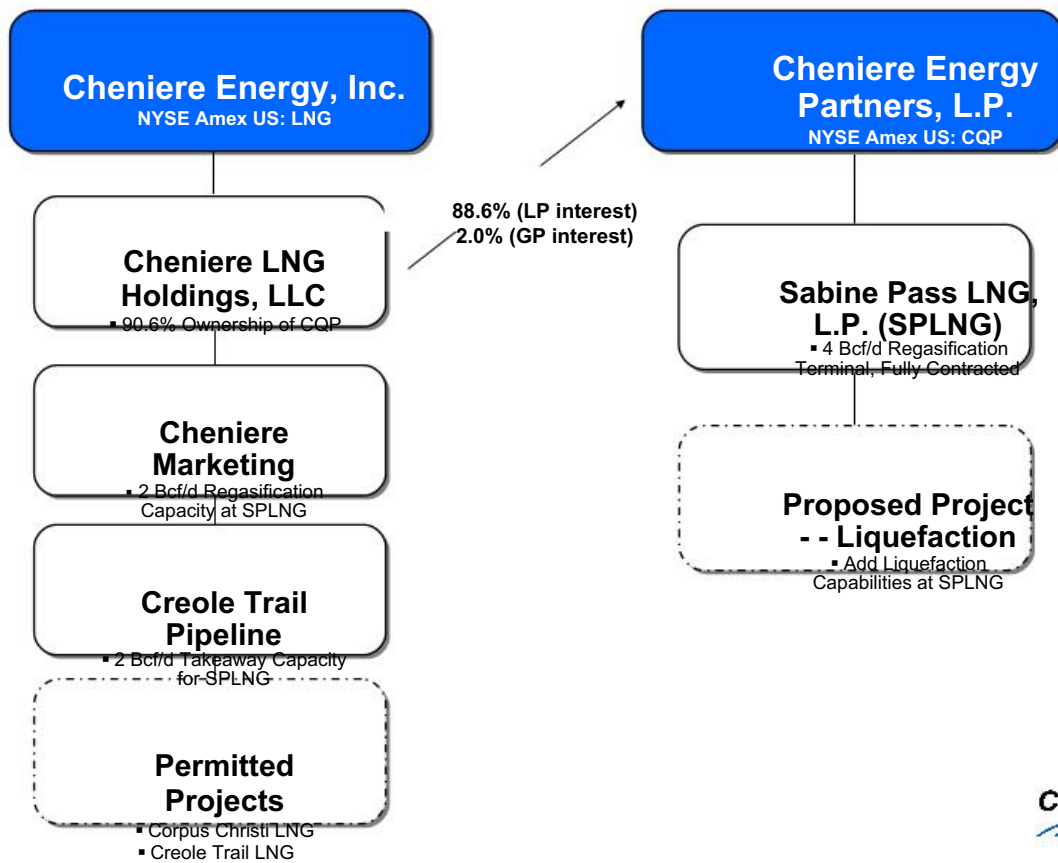 Cheniere Energy, Inc.
NYSE Amex US: LNG
Cheniere Energy
Partners, L.P.
NYSE Amex US: CQP
88.6% (LP interest)
2.0% (GP interest)
Cheniere LNG
Holdings, LLC
▪ 90.6% Ownership of CQP
Cheniere
Marketing
▪ 2 Bcf/d Regasification
Capacity at SPLNG
Creole Trail
Pipeline
▪ 2 Bcf/d Takeaway Capacity
for SPLNG
Permitted
Projects
▪ Corpus Christi LNG
▪ Creole Trail LNG
Sabine Pass LNG,
L.P. (SPLNG)
▪ 4 Bcf/d Regasification
Terminal, Fully Contracted
Proposed Project
- - Liquefaction
▪ Add Liquefaction
Capabilities at SPLNG